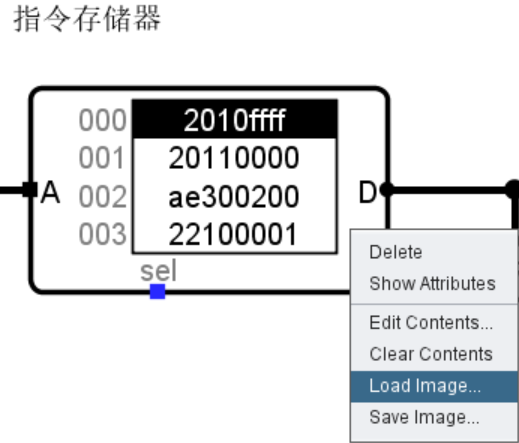 指令存储器
000 2010ffff
001 20110000
A 002 ae300200 D
003 22100001
sel
Delete
Show Attributes
Edit Contents...
Clear Contents
Load Image...
Save Image...